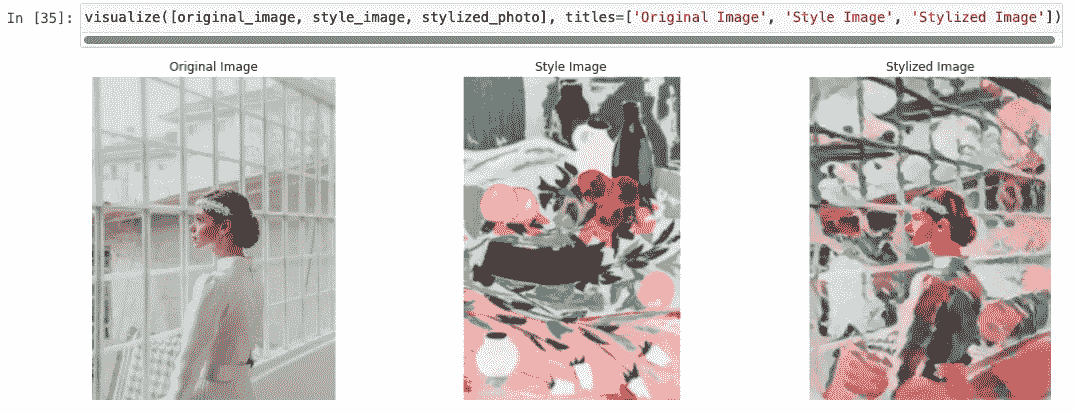 In [35]: visualize([original_image, style_image, stylized_photo], titles=['Original Image', 'Style Image', 'Stylized Image'])
Original Image Style Image Stylized Image